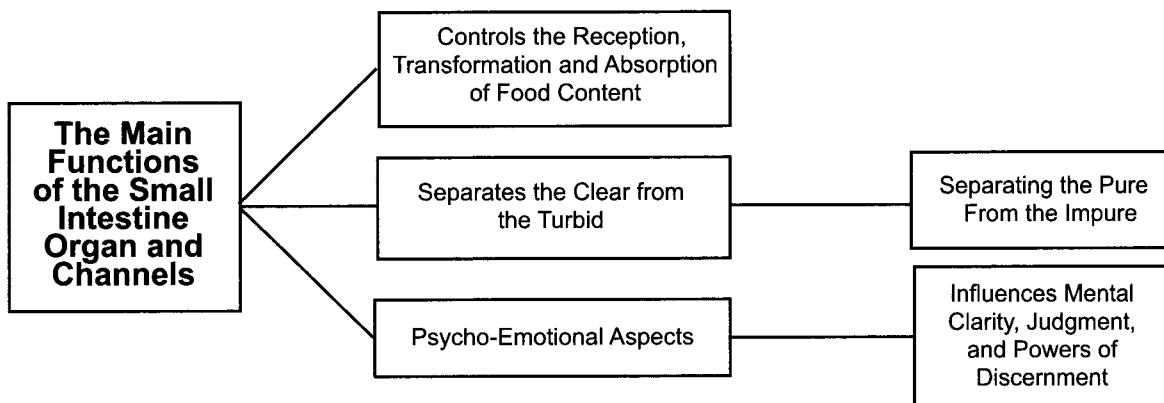 The Main
Functions
of the Small
Intestine
Organ and
Channels
Controls the Reception,
Transformation and Absorption
of Food Content
Separates the Clear from
the Turbid
Separating the Pure
From the Impure
Psycho-Emotional Aspects
Influences Mental
Clarity, Judgment,
and Powers of
Discernment